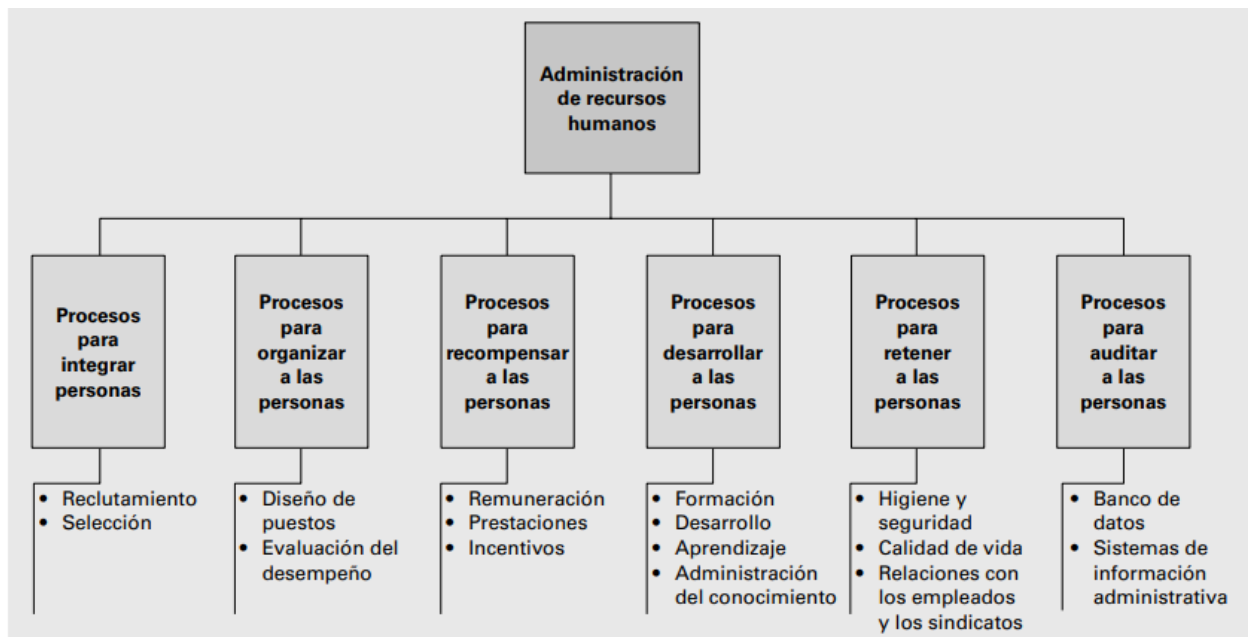 Administración
de recursos
humanos
Procesos
para
integrar
personas
Procesos
para
organizar
a las
personas
Procesos
para
recompensar
a las
personas
Procesos
para
desarrollar
a las
personas
Procesos
para
retener
a las
personas
Procesos
para
auditar
a las
personas
• Reclutamiento
• Selección
• Diseño de
puestos
• Evaluación del
desempeño
• Remuneración
• Prestaciones
• Incentivos
• Formación
• Desarrollo
• Aprendizaje
• Administración
del conocimiento
• Higiene y
seguridad
• Calidad de vida
• Relaciones con
los empleados
y los sindicatos
• Banco de
datos
• Sistemas de
información
administrativa